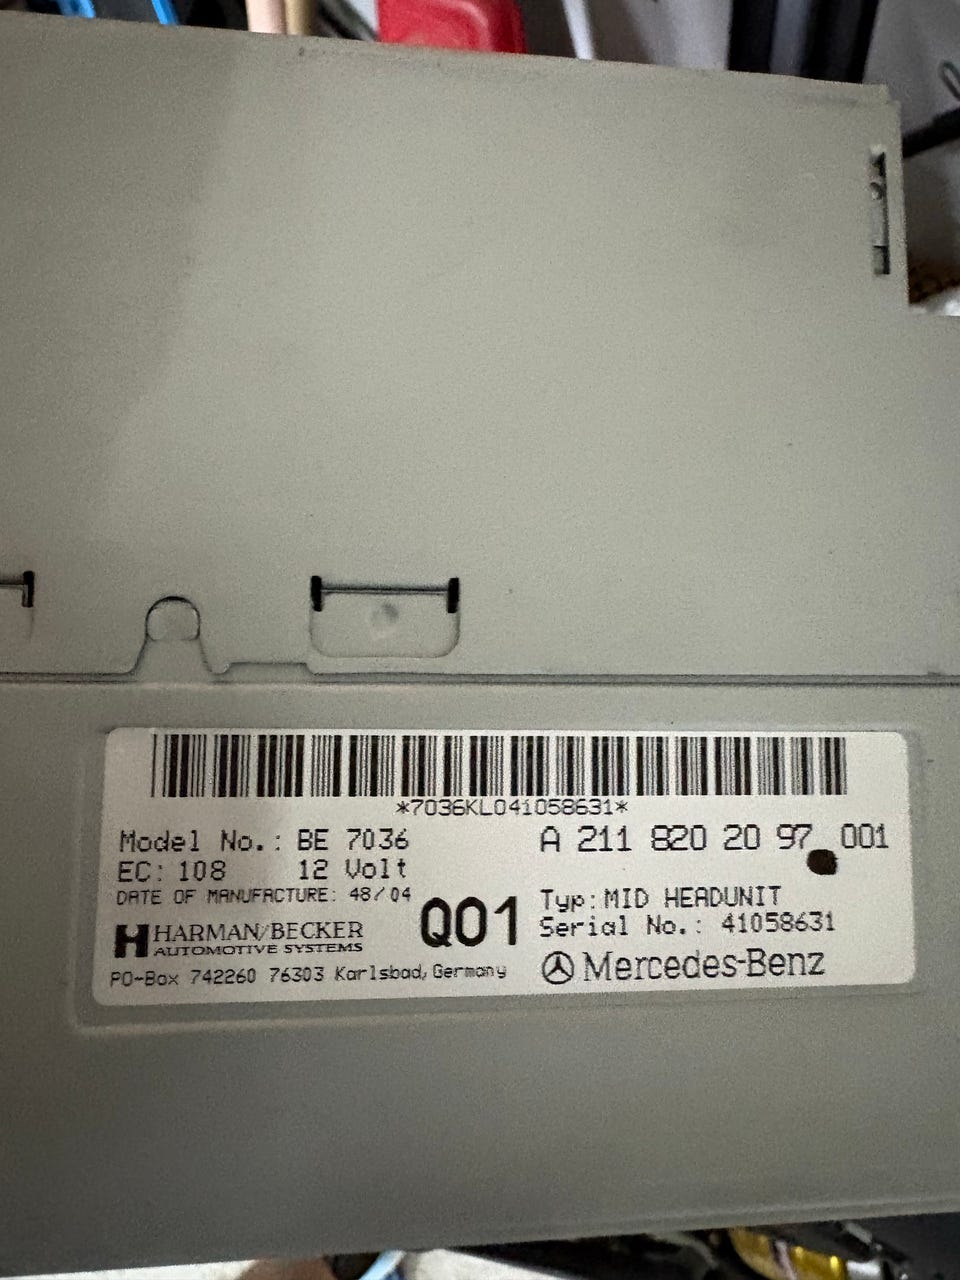 *7036KL041058631*
Model No.: BE 7036 A 211 820 20 97 001
EC: 108 12 Volt
DATE OF MANUFACTURE: 48/04
Q01
Typ: MID HEADUNIT
HARMAN/BECKER
AUTOMOTIVE SYSTEMS
Serial No.: 41058631
PO-Box 742260 76303 Karlsbad, Germany
Mercedes-Benz